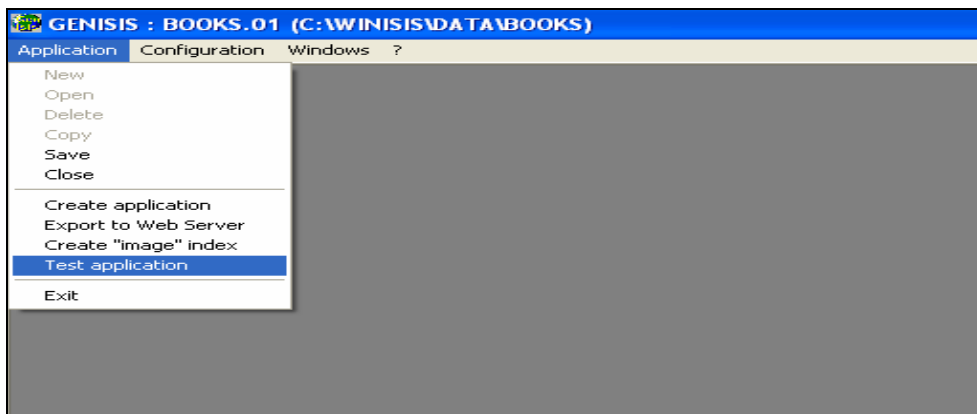 GENISIS : BOOKS.01 (C:\WINISIS\DATA\BOOKS)
Application Configuration Windows ?
New
Open
Delete
Copy
Save
Close
Create application
Export to Web Server
Create "image" index
Test application
Exit